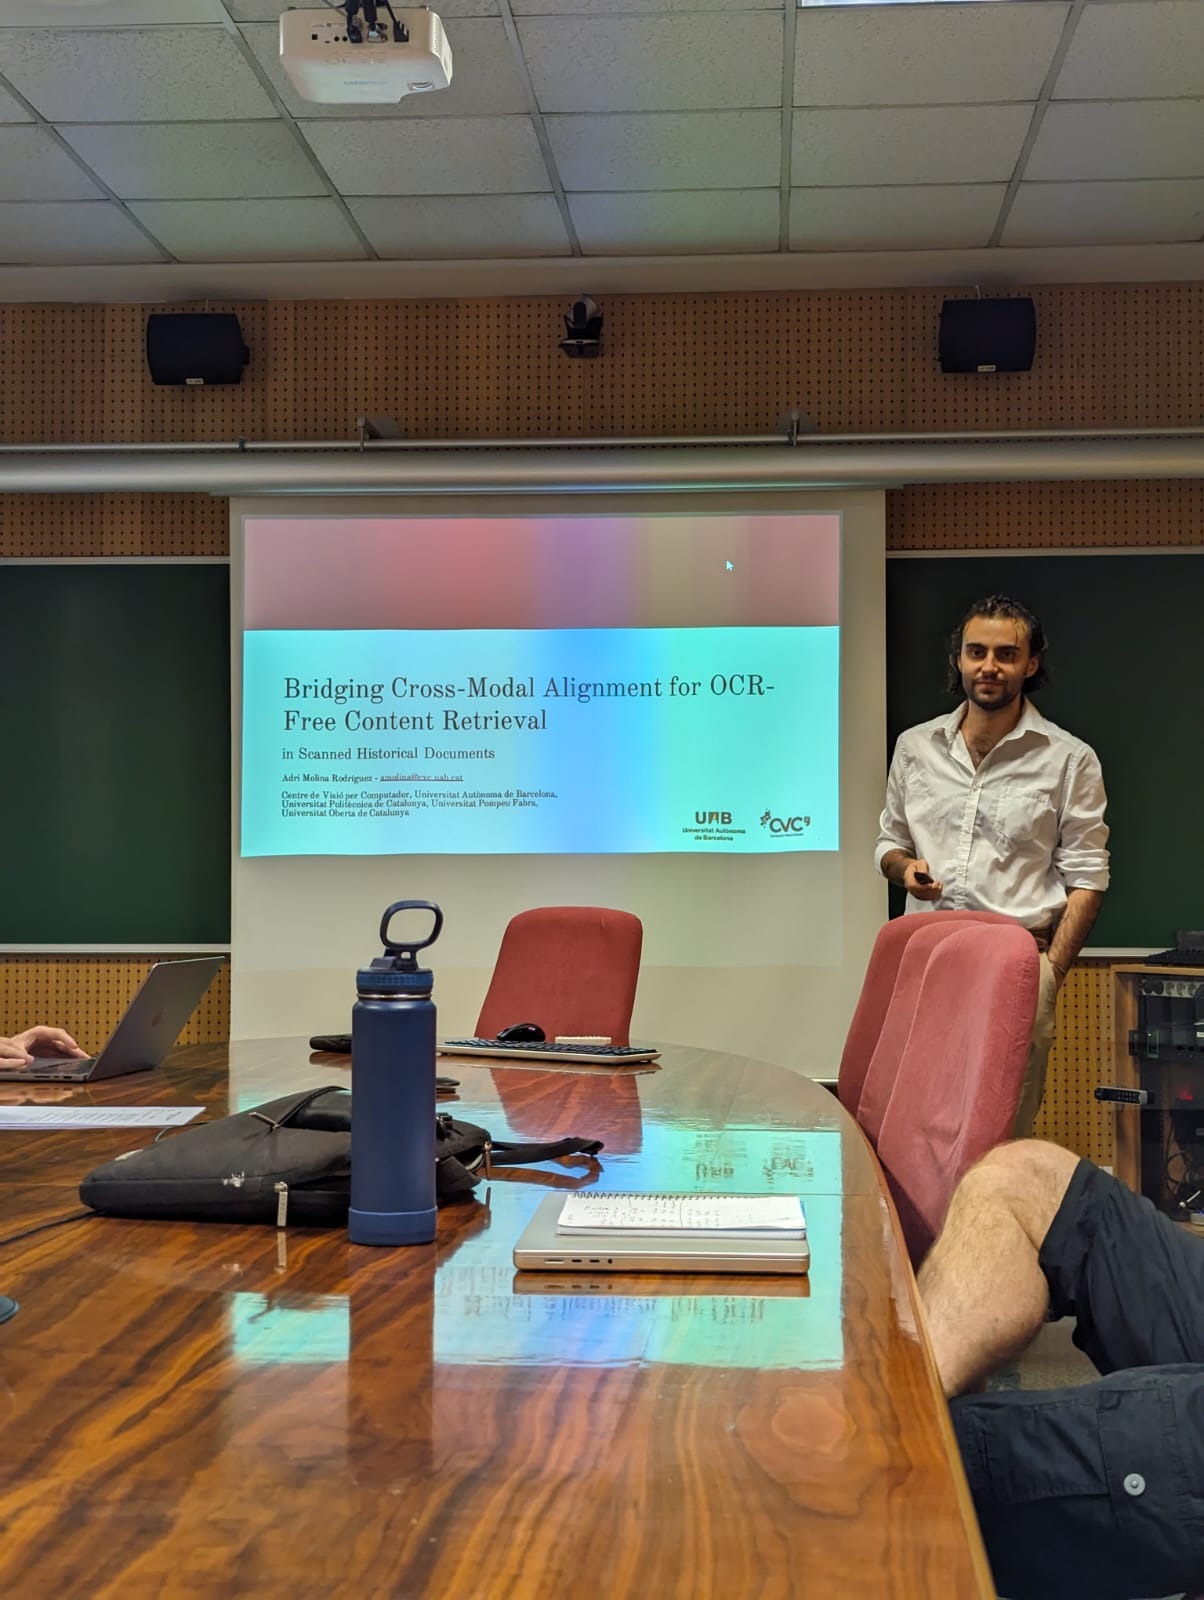 Bridging Cross-Modal Alignment for OCR-
Free Content Retrieval
in Scanned Historical Documents
Adri Molina Rodríguez - amolina@cvc.uab.cat
Centre de Visió per Computador, Universitat Autònoma de Barcelona,
Universitat Politècnica de Catalunya, Universitat Pompeu Fabra,
Universitat Oberta de Catalunya
UAB
Universitat Autònoma
de Barcelona
CVC